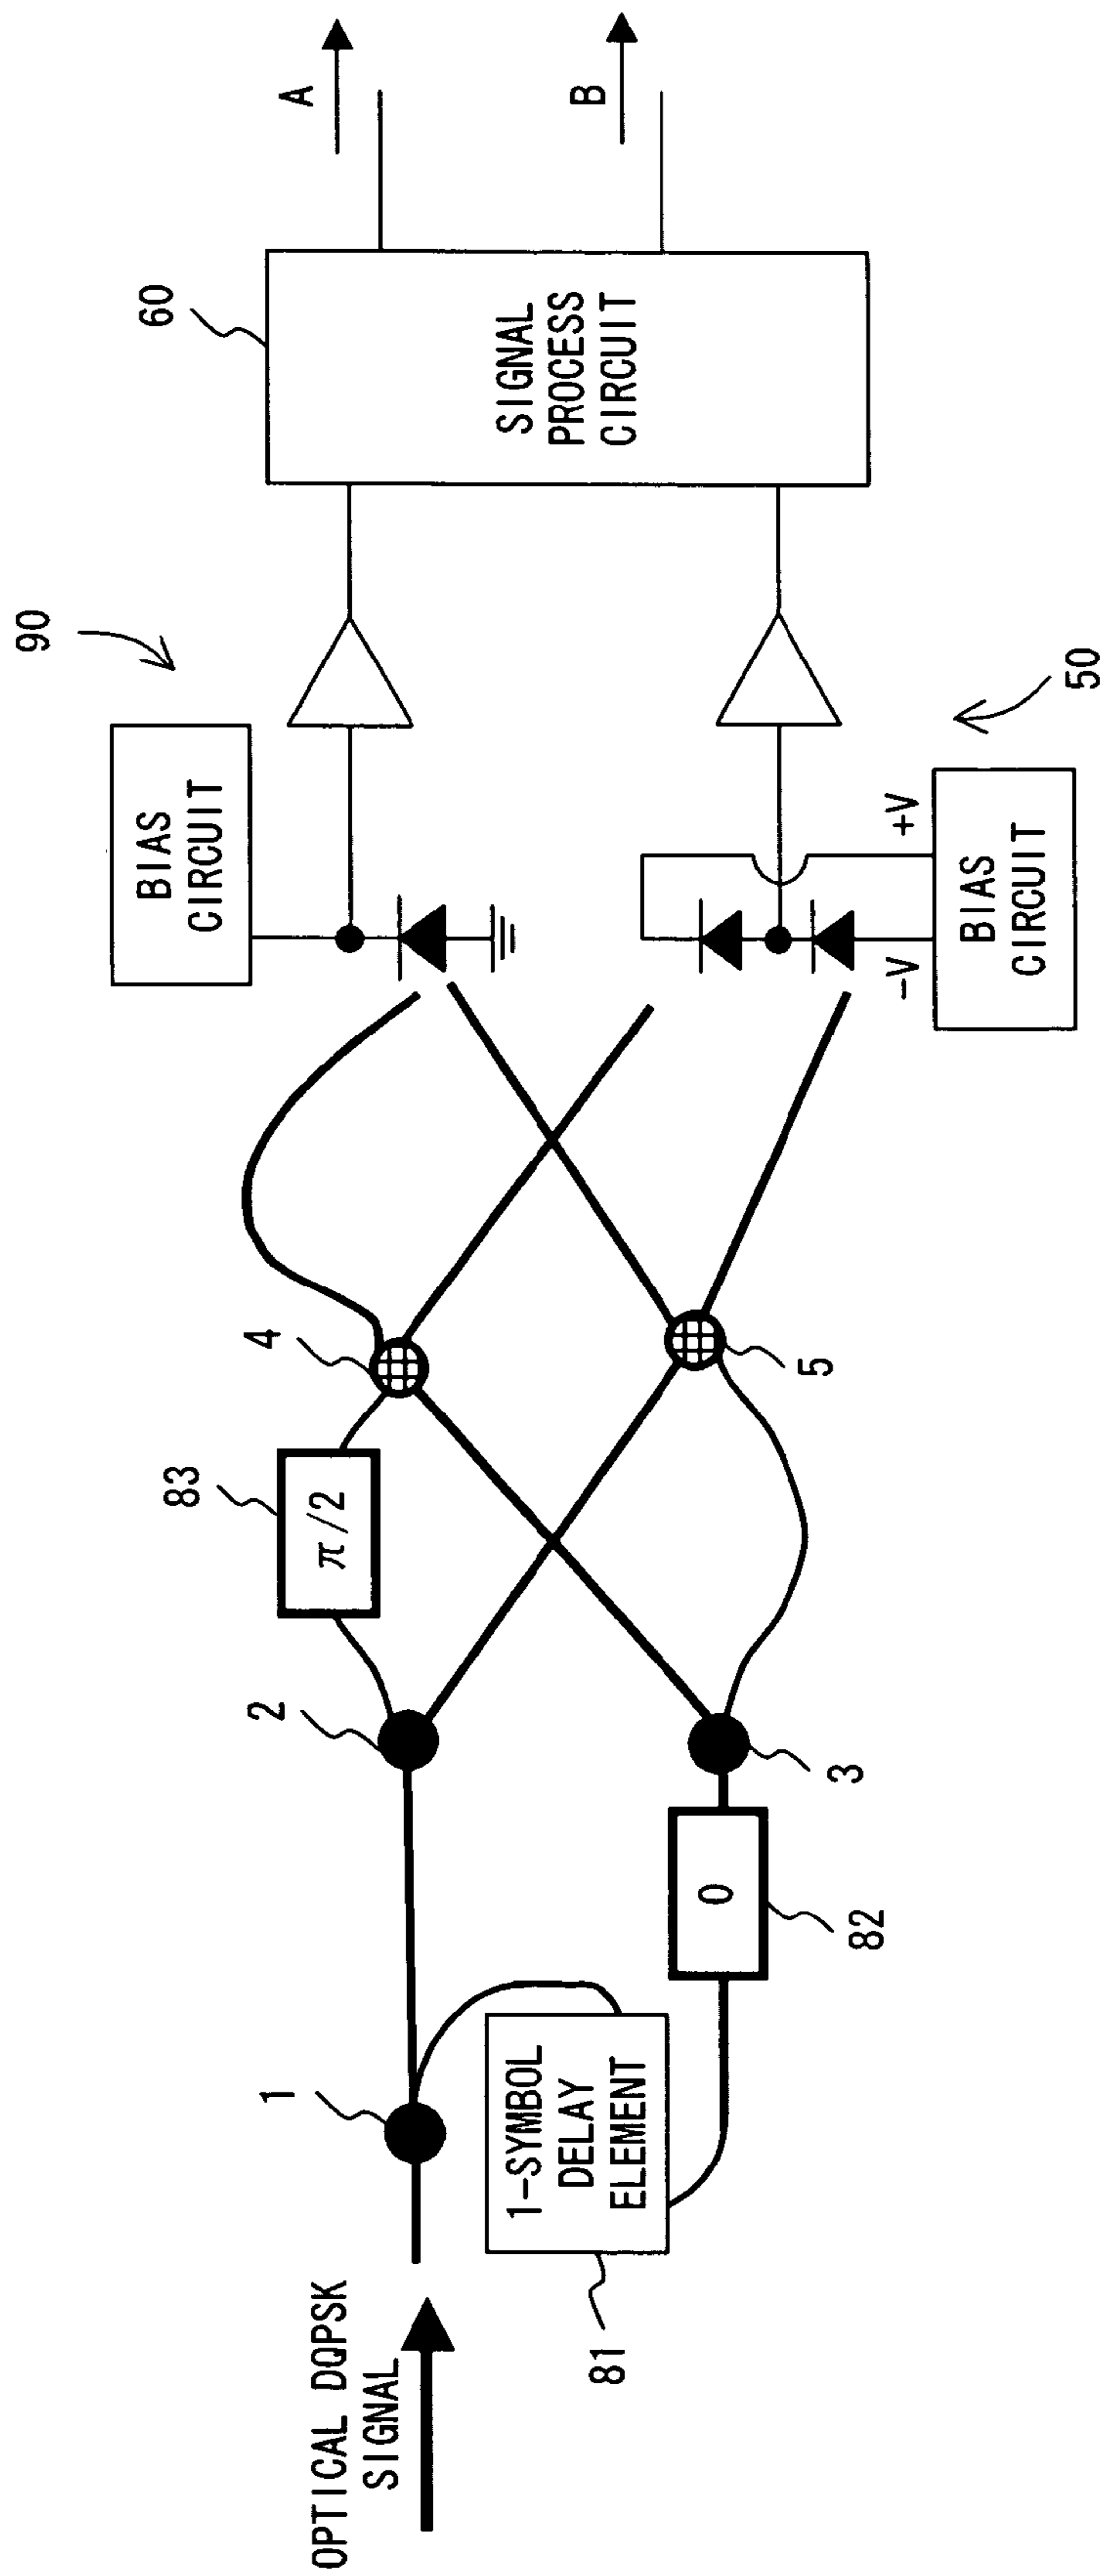 OPTICAL DQPSK
SIGNAL
1
81
1-SYMBOL
DELAY
ELEMENT
2
3
0
82
83
π/2
4
5
90
BIAS
CIRCUIT
-V
+V
BIAS
CIRCUIT
50
60
SIGNAL
PROCESS
CIRCUIT
A
B